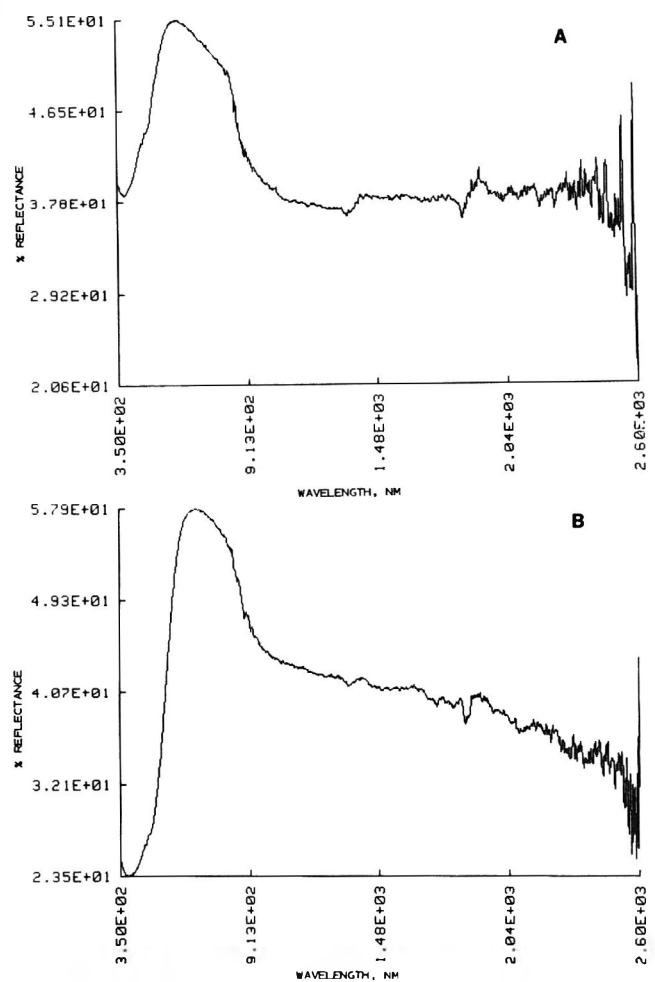 5.51E+01
A
4.65E+01
3.78E+01
2.92E+01
2.06E+01
% REFLECTANCE
3.50E+02
9.13E+02
1.48E+03
2.04E+03
2.60E+03
WAVELENGTH, NM
5.79E+01
B
4.93E+01
4.07E+01
3.21E+01
2.35E+01
% REFLECTANCE
3.50E+02
9.13E+02
1.48E+03
2.04E+03
2.60E+03
WAVELENGTH, NM